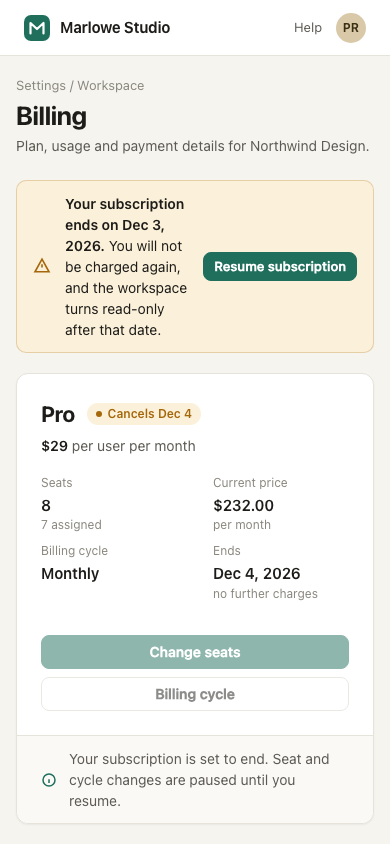 Marlowe Studio
Help
PR
Settings / Workspace
Billing
Plan, usage and payment details for Northwind Design.
Your subscription
ends on Dec 3,
2026. You will not
be charged again,
and the workspace
turns read-only
after that date.
Resume subscription
Pro
Cancels Dec 4
$29 per user per month
Seats
8
7 assigned
Current price
$232.00
per month
Billing cycle
Monthly
Ends
Dec 4, 2026
no further charges
Change seats
Billing cycle
Your subscription is set to end. Seat and
cycle changes are paused until you
resume.